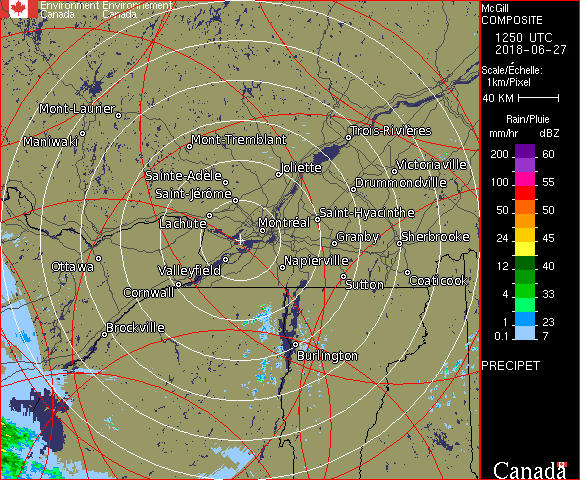 Environment Environnement
Canada Canada
McGill
COMPOSITE
1250 UTC
2018-06-27
Scale/Échelle:
1km/Pixel
40 KM
Rain/Pluie
mm/hr dBZ
200 60
150 57
100 55
50 50
24 45
12 40
4 33
1 23
0.1 7
PRECIPET
Canada
Mont-Laurier
Maniwaki
Mont-Tremblant
Trois-Rivières
Sainte-Adèle
Joliette
Victoriaville
Saint-Jérôme
Drummondville
Lachute
Montréal
Saint-Hyacinthe
Granby
Sherbrooke
Ottawa
Valleyfield
Napierville
Cornwall
Sutton
Coaticook
Brockville
Burlington